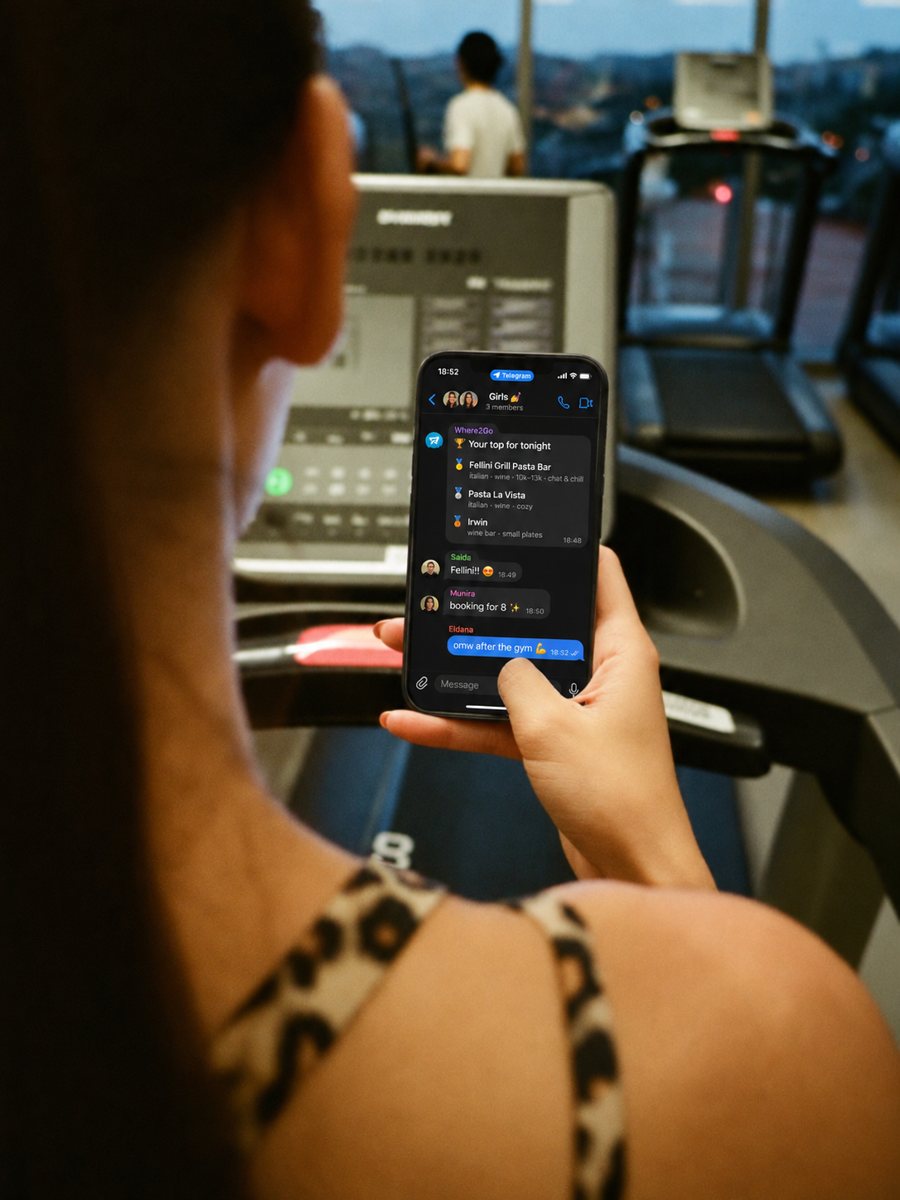 18:52
Telegram
Girls 💅
3 members
Where2Go
🏆 Your top for tonight
🥇 Fellini Grill Pasta Bar
italian · wine · 10k–13k · chat & chill
🥈 Pasta La Vista
italian · wine · cozy
🥉 Irwin
wine bar · small plates
18:48
Saida
Fellini!! 😍 18:49
Munira
booking for 8 ✨ 18:50
Eldana
omw after the gym 💪 18:52
Message
8